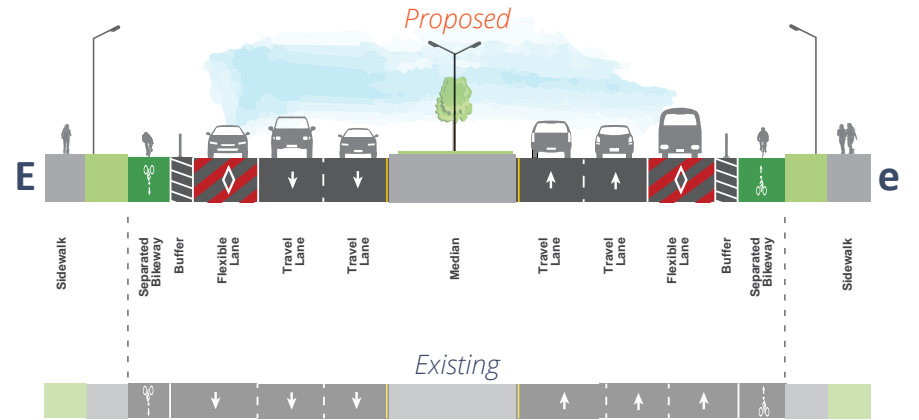 Proposed
E
e
Sidewalk
Separated
Bikeway
Buffer
Flexible
Lane
Travel
Lane
Travel
Lane
Median
Travel
Lane
Travel
Lane
Flexible
Lane
Buffer
Separated
Bikeway
Sidewalk
Existing